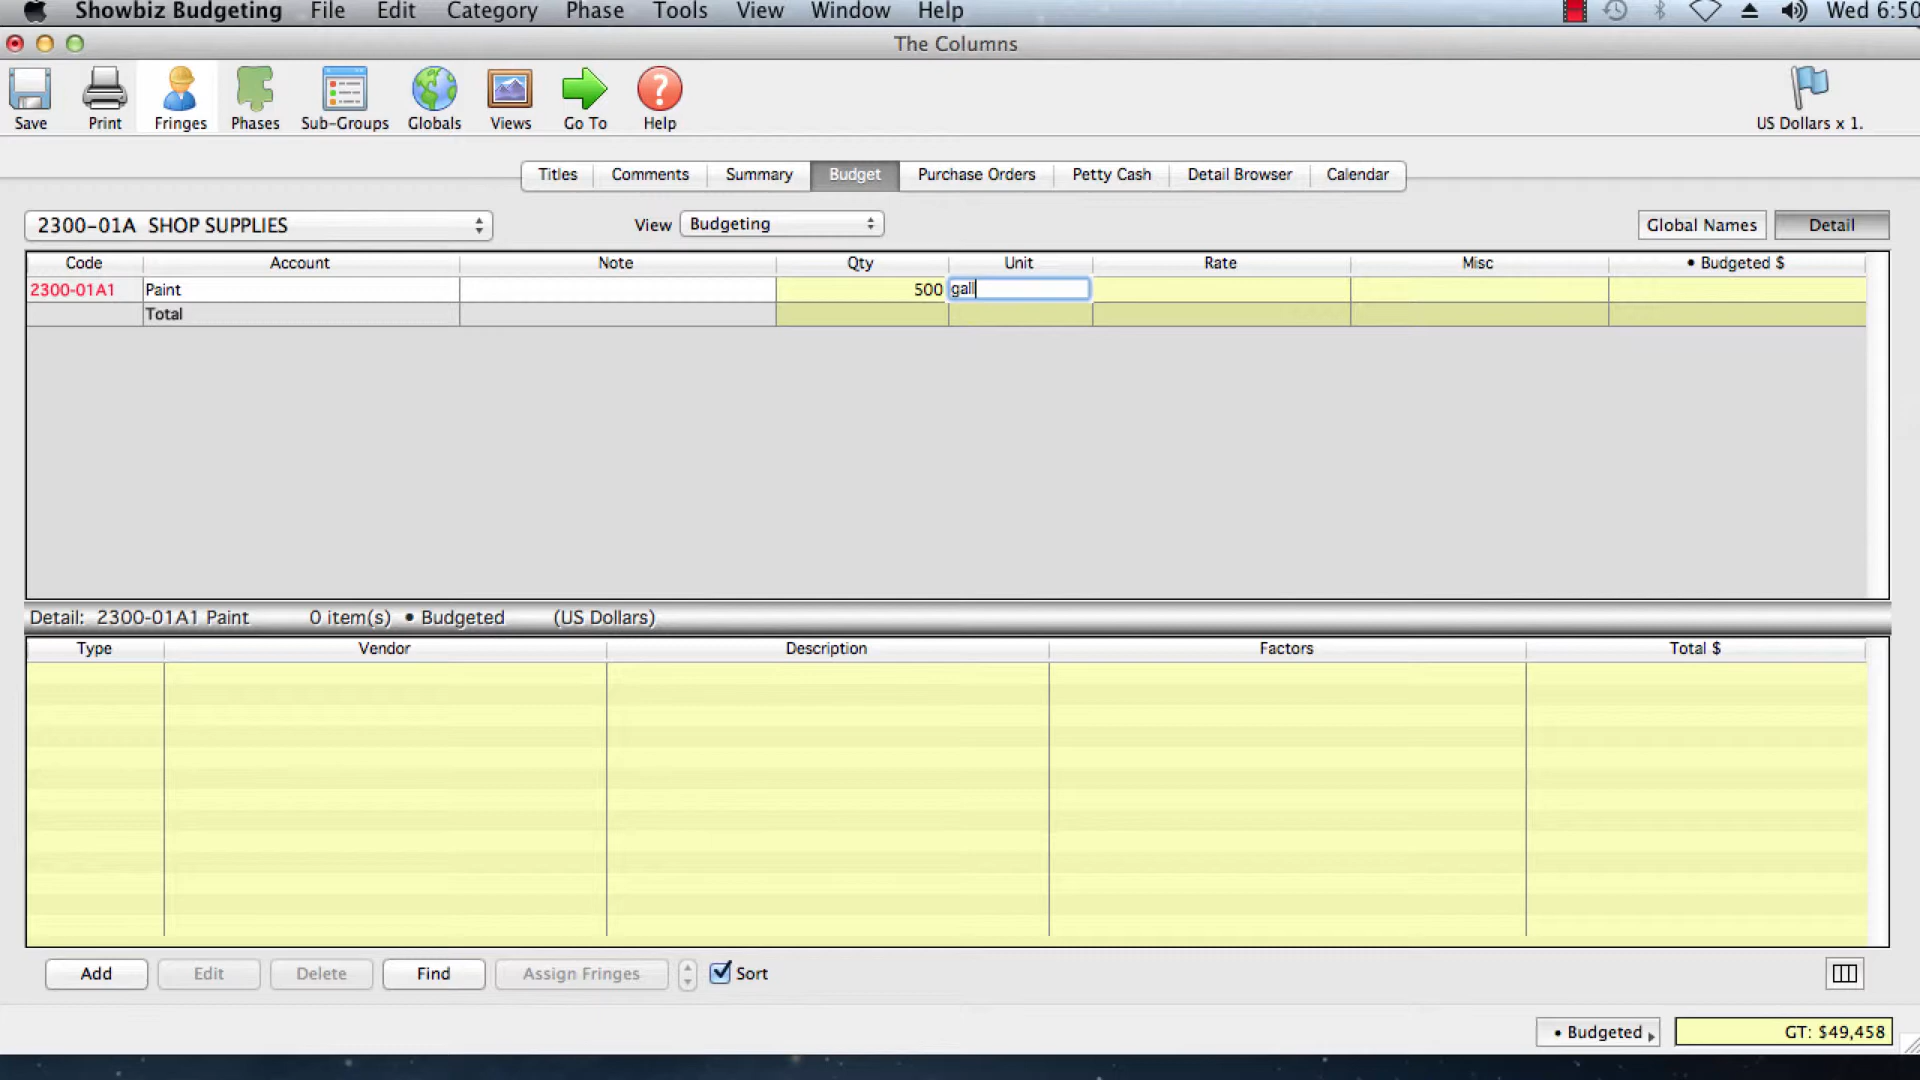 Showbiz Budgeting File Edit Category Phase Tools View Window Help Wed 6:50
The Columns
Save Print Fringes Phases Sub-Groups Globals Views Go To Help US Dollars x 1.
Titles Comments Summary Budget Purchase Orders Petty Cash Detail Browser Calendar
2300-01A SHOP SUPPLIES View Budgeting Global Names Detail
Code Account Note Qty Unit Rate Misc • Budgeted $
2300-01A1 Paint 500 gall
Total
Detail: 2300-01A1 Paint 0 item(s) • Budgeted (US Dollars)
Type Vendor Description Factors Total $
Add Edit Delete Find Assign Fringes Sort
• Budgeted GT: $49,458